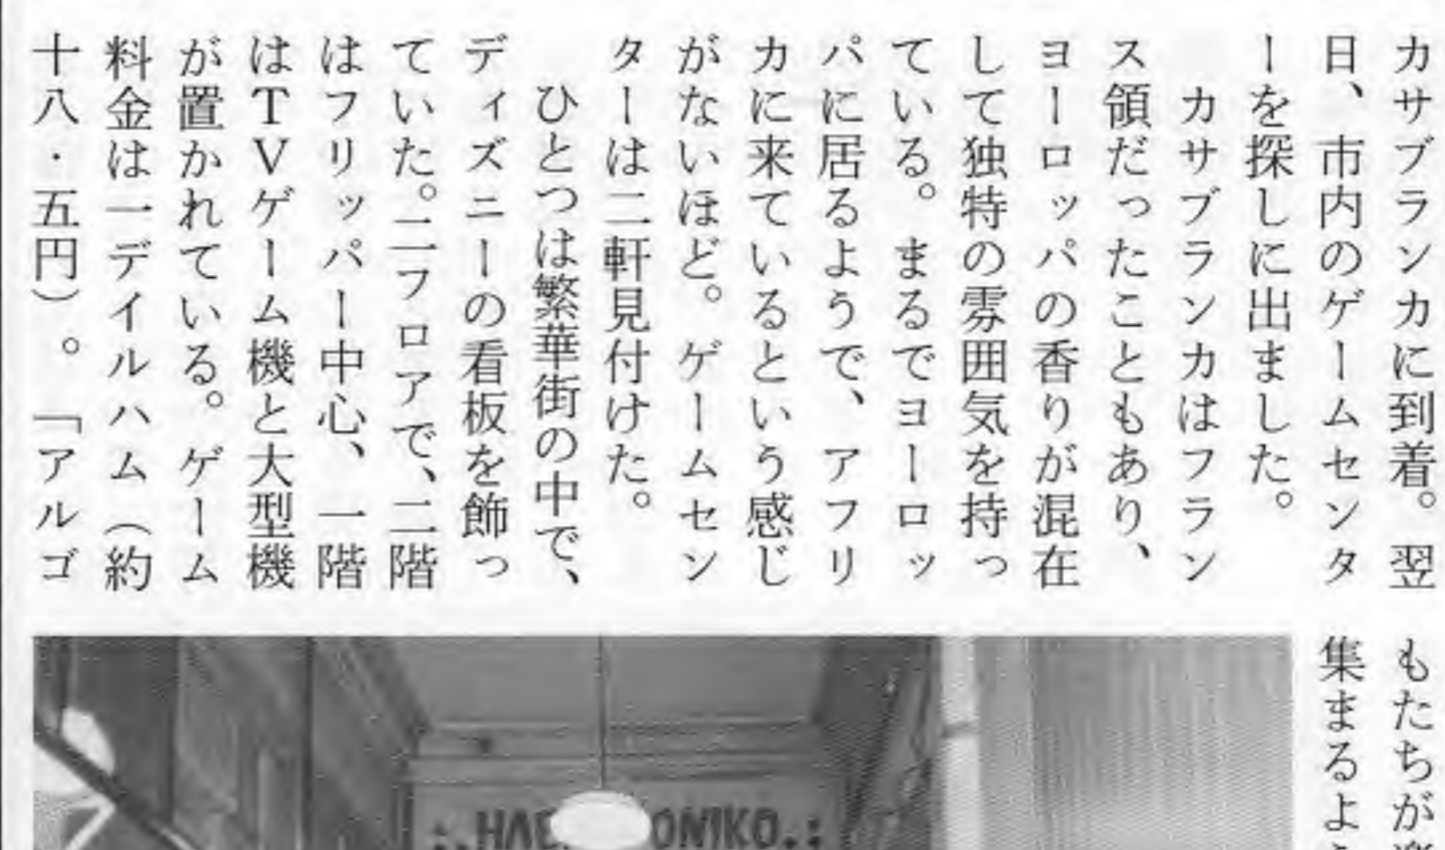 カサブランカに到着。翌
日、市内のゲームセンタ
ーを探しに出ました。
カサブランカはフラン
ス領だったこともあり、
ヨーロッパの香りが混在
して独特の雰囲気を持っ
ている。まるでヨーロッ
パに居るようで、アフリ
カに来ているという感じ
がないほど。ゲームセン
ターは二軒見付けた。
ひとつは繁華街の中で、
ディズニーの看板を飾っ
ていた。二フロアで、二階
はフリッパー中心、一階
はTVゲーム機と大型機
が置かれている。ゲーム
料金は一デイルハム（約
十八・五円）。「アルゴ
もたちが
集まるよ